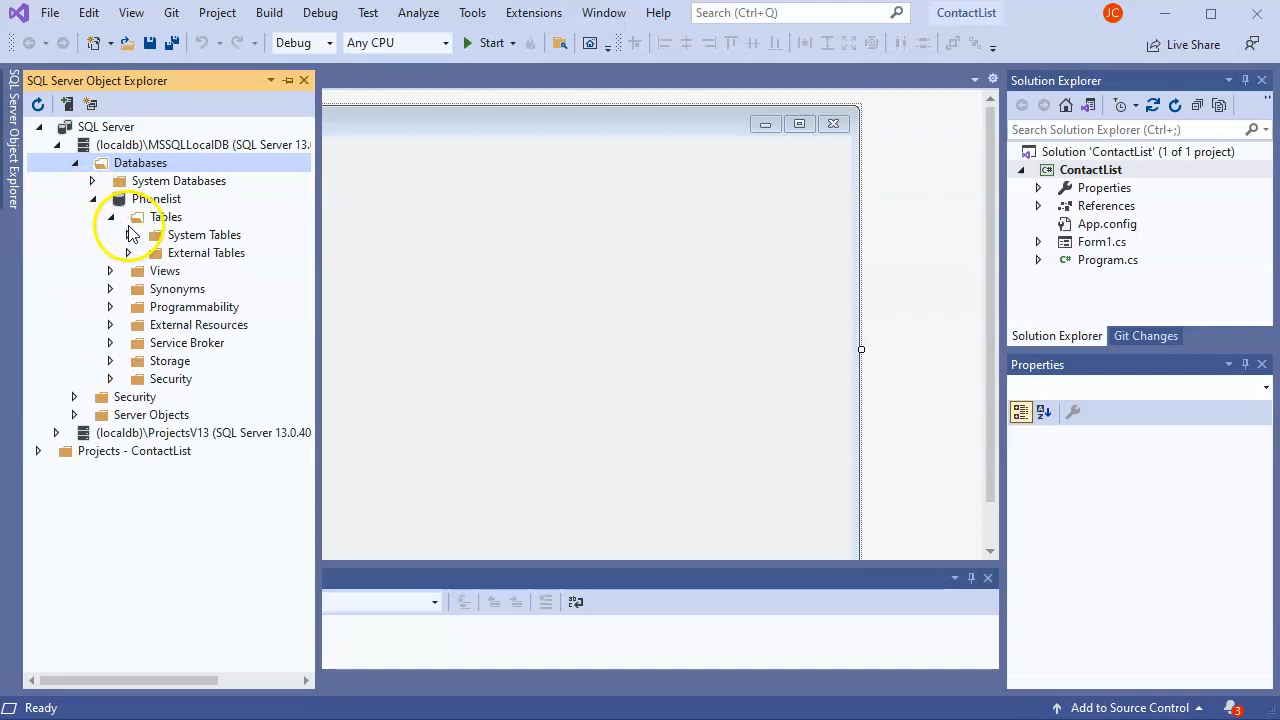 File Edit View Git Project Build Debug Test Analyze Tools Extensions Window Help Search (Ctrl+Q) ContactList JC
Debug Any CPU Start Live Share
SQL Server Object Explorer
SQL Server Object Explorer
SQL Server
(localdb)\MSSQLLocalDB (SQL Server 13.0
Databases
System Databases
Phonelist
Tables
System Tables
External Tables
Views
Synonyms
Programmability
External Resources
Service Broker
Storage
Security
Security
Server Objects
(localdb)\ProjectsV13 (SQL Server 13.0.40
Projects - ContactList
Solution Explorer
Search Solution Explorer (Ctrl+;)
Solution 'ContactList' (1 of 1 project)
ContactList
Properties
References
App.config
Form1.cs
Program.cs
Solution Explorer Git Changes
Properties
Ready Add to Source Control 3